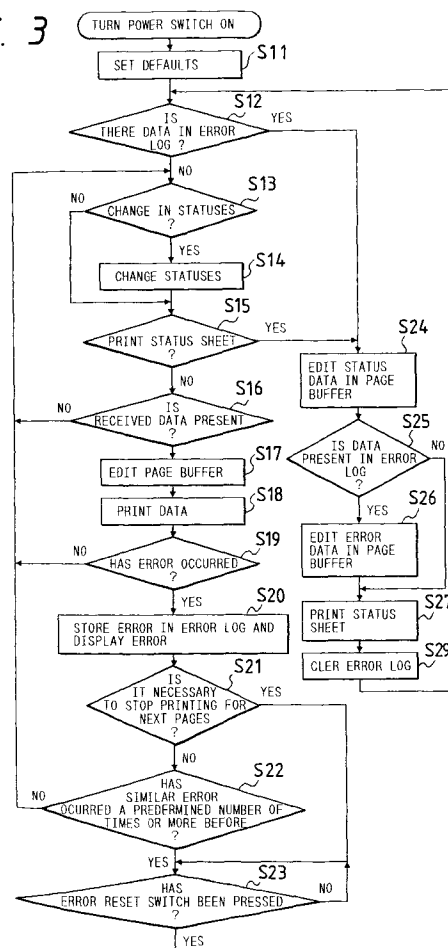 . 3
TURN POWER SWITCH ON
S11
SET DEFAULTS
S12
IS
THERE DATA IN ERROR
LOG ?
YES
NO
S13
NO
CHANGE IN STATUSES
?
YES
S14
CHANGE STATUSES
S15
PRINT STATUS SHEET
?
YES
NO
S16
NO
IS
RECEIVED DATA PRESENT
?
YES
S17
EDIT PAGE BUFFER
S18
PRINT DATA
S19
NO
HAS ERROR OCCURRED
?
YES
S20
STORE ERROR IN ERROR LOG AND
DISPLAY ERROR
S21
IS
IT NECESSARY
TO STOP PRINTING FOR
NEXT PAGES
?
YES
NO
S22
NO
HAS
SIMILAR ERROR
OCURRED A PREDERMINED NUMBER OF
TIMES OR MORE BEFORE
?
YES
S23
HAS
ERROR RESET SWITCH BEEN PRESSED
?
NO
YES
S24
EDIT STATUS
DATA IN PAGE
BUFFER
S25
IS DATA
PRESENT IN ERROR
LOG
?
NO
YES
S26
EDIT ERROR
DATA IN PAGE
BUFFER
S27
PRINT STATUS
SHEET
S29
CLER ERROR LOG